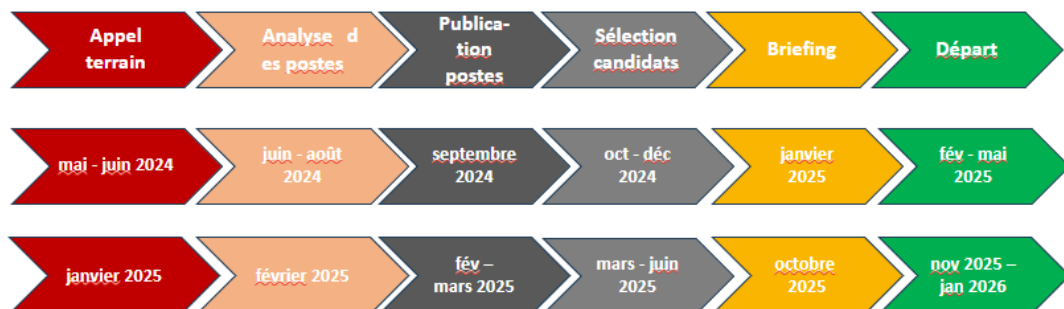 Appel
terrain
Analyse d
es postes
Publica-
tion
postes
Sélection
candidats
Briefing
Départ
mai - juin 2024
juin - août
2024
septembre
2024
oct - déc
2024
janvier
2025
fév - mai
2025
janvier 2025
février 2025
fév –
mars 2025
mars - juin
2025
octobre
2025
nov 2025 –
jan 2026